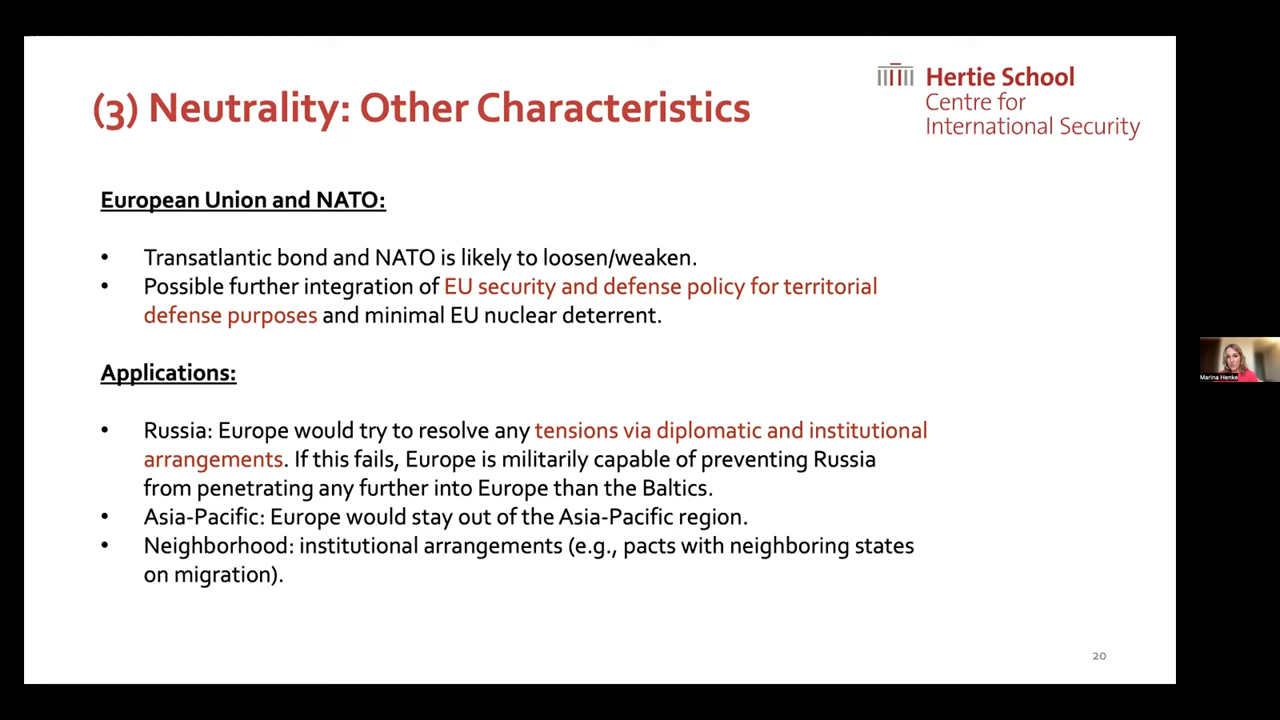 (3) Neutrality: Other Characteristics
Hertie School
Centre for
International Security
European Union and NATO:
• Transatlantic bond and NATO is likely to loosen/weaken.
• Possible further integration of EU security and defense policy for territorial
defense purposes and minimal EU nuclear deterrent.
Applications:
• Russia: Europe would try to resolve any tensions via diplomatic and institutional
arrangements. If this fails, Europe is militarily capable of preventing Russia
from penetrating any further into Europe than the Baltics.
• Asia-Pacific: Europe would stay out of the Asia-Pacific region.
• Neighborhood: institutional arrangements (e.g., pacts with neighboring states
on migration).
Marina Henke
20